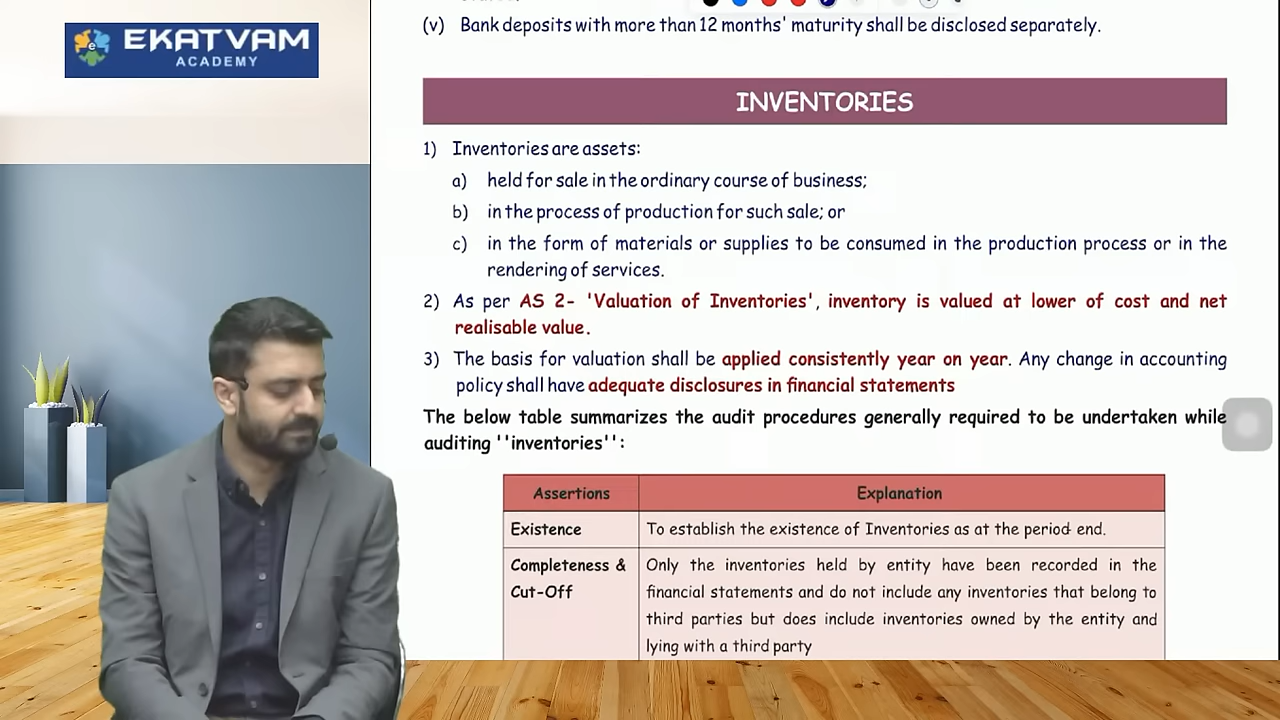 EKATVAM
ACADEMY
(v) Bank deposits with more than 12 months' maturity shall be disclosed separately.
INVENTORIES
1) Inventories are assets:
a) held for sale in the ordinary course of business;
b) in the process of production for such sale; or
c) in the form of materials or supplies to be consumed in the production process or in the
rendering of services.
2) As per AS 2- 'Valuation of Inventories', inventory is valued at lower of cost and net
realisable value.
3) The basis for valuation shall be applied consistently year on year. Any change in accounting
policy shall have adequate disclosures in financial statements
The below table summarizes the audit procedures generally required to be undertaken while
auditing ''inventories'':
Assertions Explanation
Existence To establish the existence of Inventories as at the period end.
Completeness & Only the inventories held by entity have been recorded in the
Cut-Off financial statements and do not include any inventories that belong to
third parties but does include inventories owned by the entity and
lying with a third party